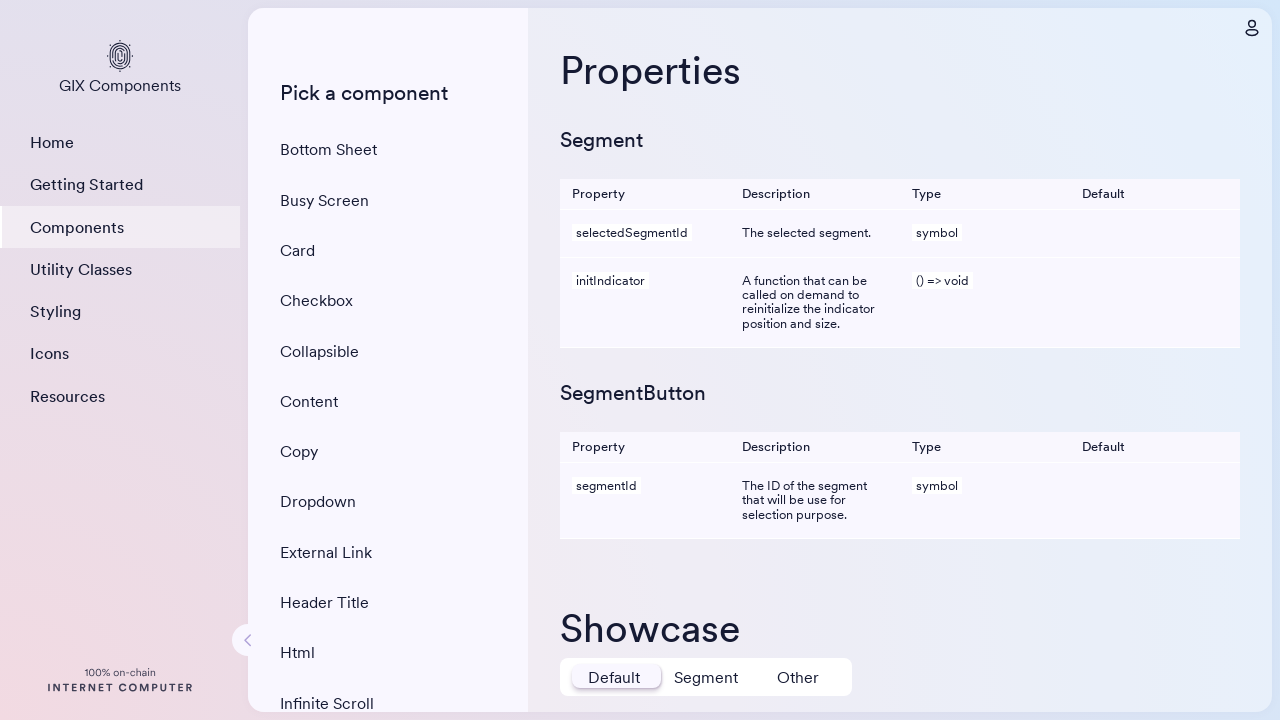 GIX Components
Home
Getting Started
Components
Utility Classes
Styling
Icons
Resources
100% on-chain
INTERNET COMPUTER
Pick a component
Bottom Sheet
Busy Screen
Card
Checkbox
Collapsible
Content
Copy
Dropdown
External Link
Header Title
Html
Infinite Scroll
Properties
Segment
Property Description Type Default
selectedSegmentId The selected segment. symbol
initIndicator A function that can be () => void
called on demand to
reinitialize the indicator
position and size.
SegmentButton
Property Description Type Default
segmentId The ID of the segment symbol
that will be use for
selection purpose.
Showcase
Default Segment Other